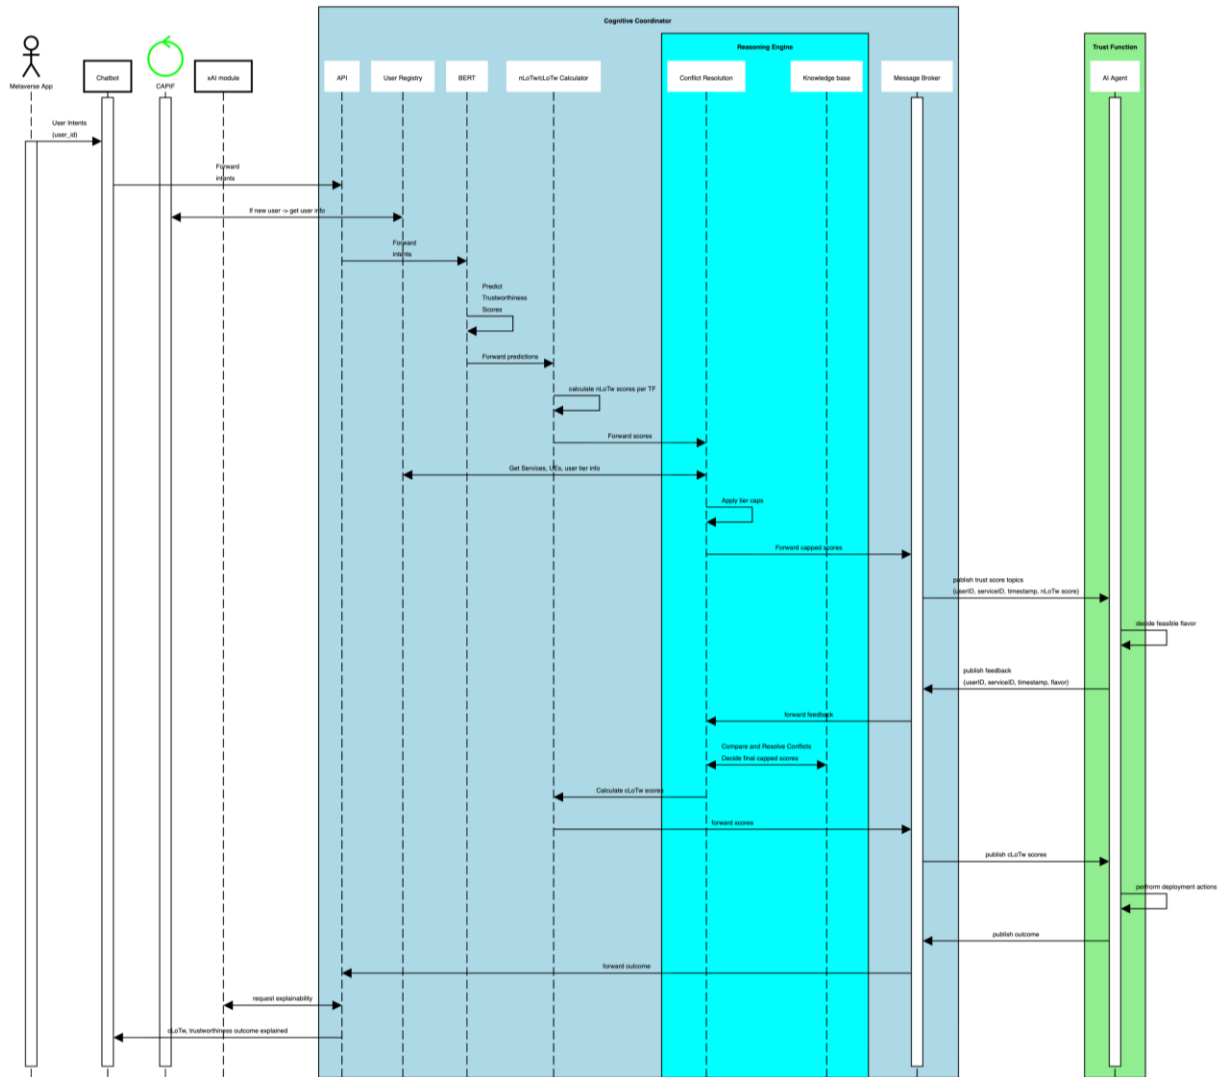 Cognitive Coordinator
Reasoning Engine
Trust Function
Metaverse App
Chatbot
CAPIF
xAI module
API
User Registry
BERT
nLoTw/cLoTw Calculator
Conflict Resolution
Knowledge base
Message Broker
AI Agent
User Intents
(user_id)
Forward
intents
If new user -> get user info
Forward
intents
Predict
Trustworthiness
Scores
Forward predictions
calculate nLoTw scores per TF
Forward scores
Get Services, UEs, user tier info
Apply tier caps
Forward capped scores
publish trust score topics
(userID, serviceID, timestamp, nLoTw score)
decide feasible flavor
publish feedback
(userID, serviceID, timestamp, flavor)
forward feedback
Compare and Resolve Conflicts
Decide final capped scores
Calculate cLoTw scores
forward scores
publish cLoTw scores
perfrorm deployment actions
publish outcome
forward outcome
request explainability
cLoTw, trustworthiness outcome explained